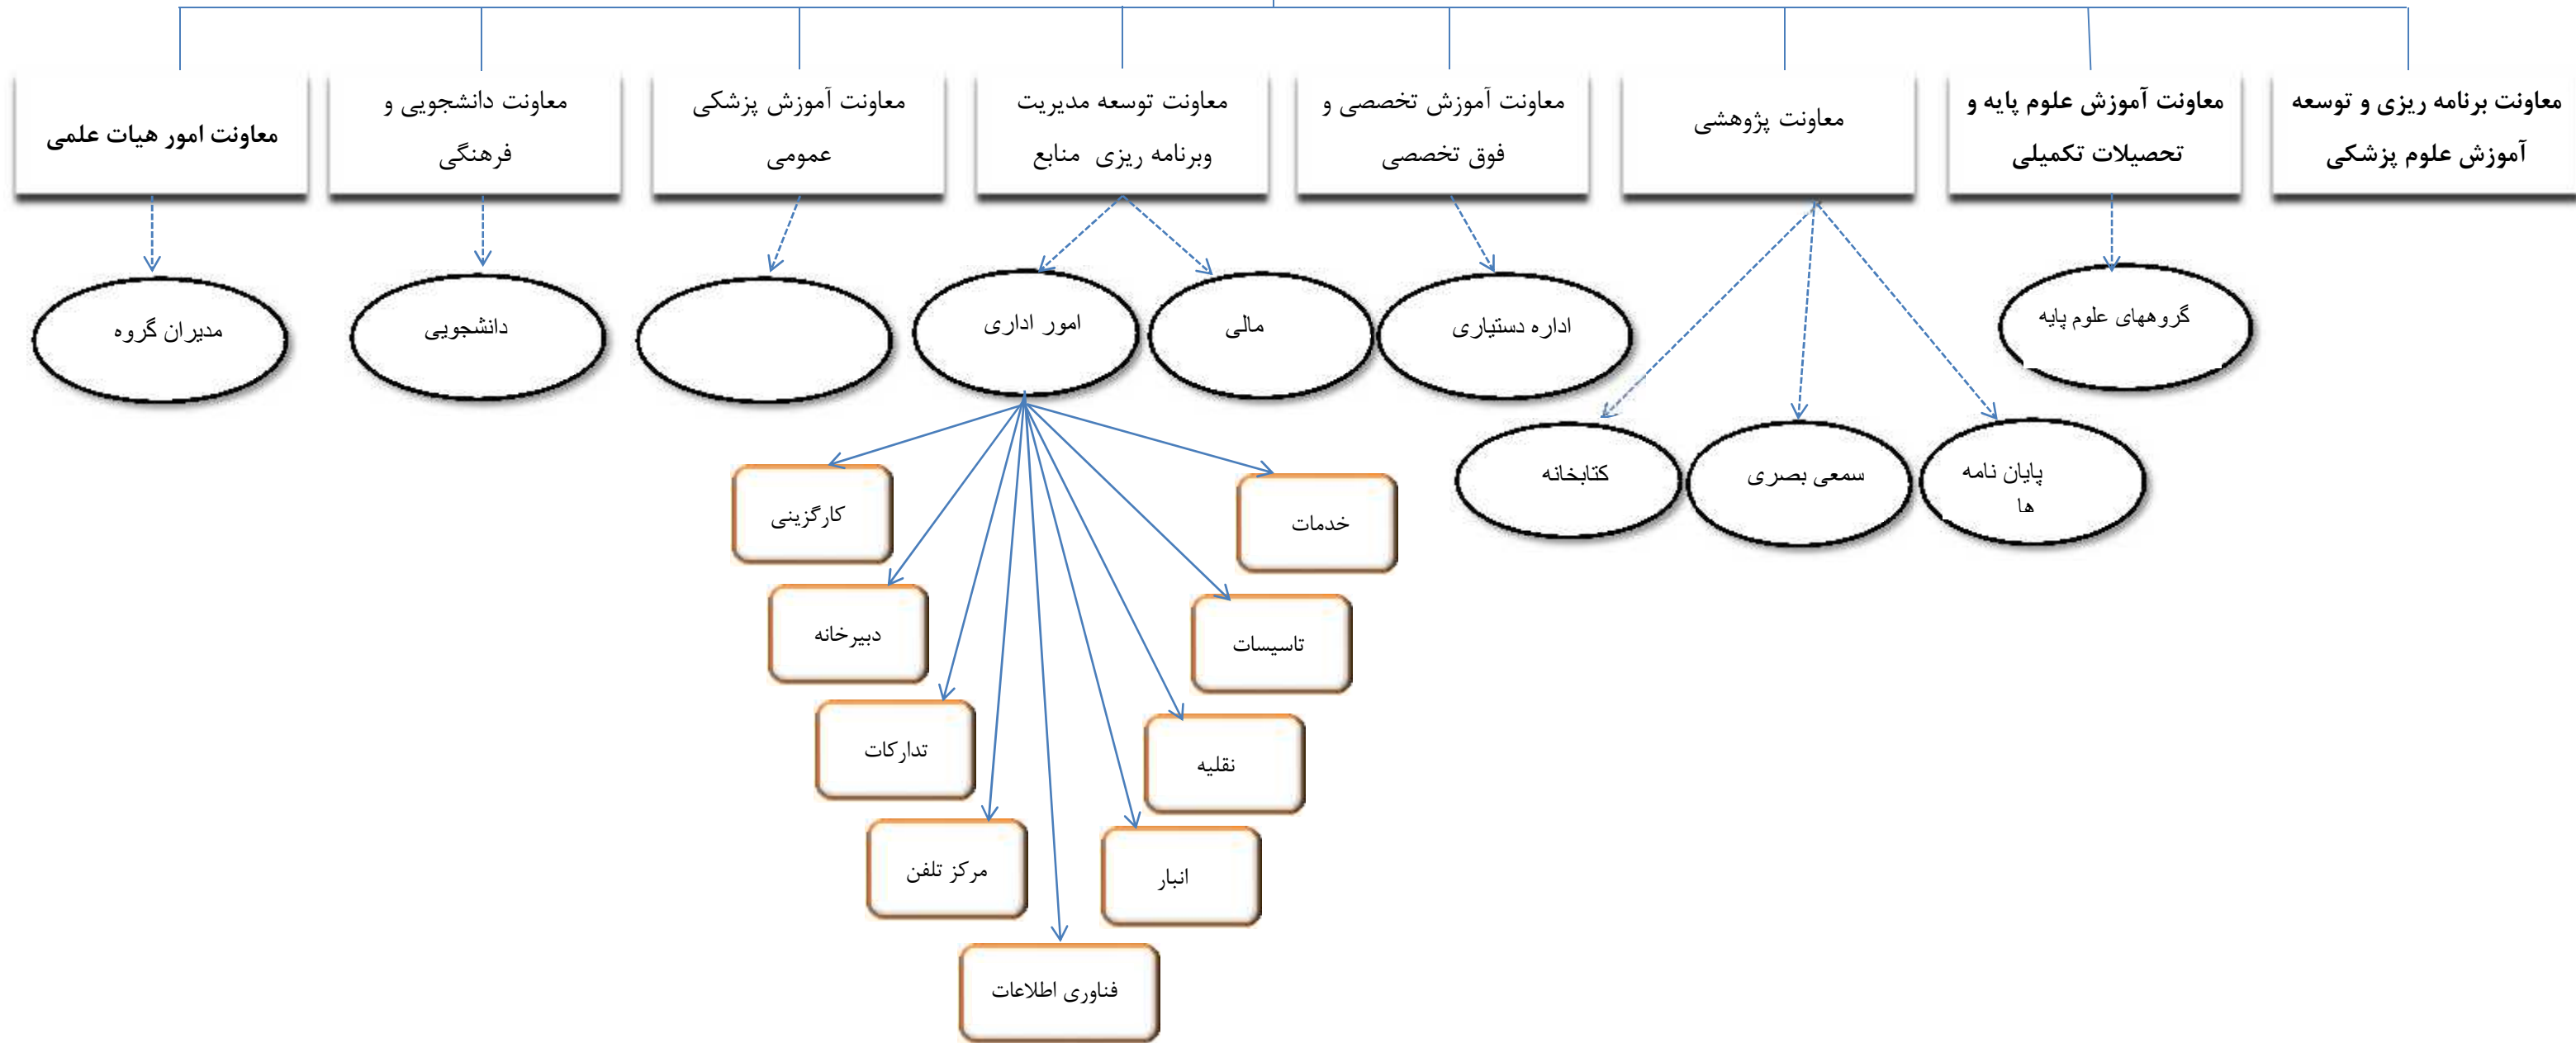 معاونت برنامه ریزی و توسعه
آموزش علوم پزشکی
معاونت آموزش علوم پایه و
تحصیلات تکمیلی
معاونت پژوهشی
معاونت آموزش تخصصی و
فوق تخصصی
معاونت توسعه مدیریت
وبرنامه ریزی منابع
معاونت آموزش پزشکی
عمومی
معاونت دانشجویی و
فرهنگی
معاونت امور هیات علمی
گروههای علوم پایه
اداره دستیاری
مالی
امور اداری
دانشجویی
مدیران گروه
پایان نامه
ها
سمعی بصری
کتابخانه
خدمات
کارگزینی
تاسیسات
دبیرخانه
نقلیه
تدارکات
انبار
مرکز تلفن
فناوری اطلاعات